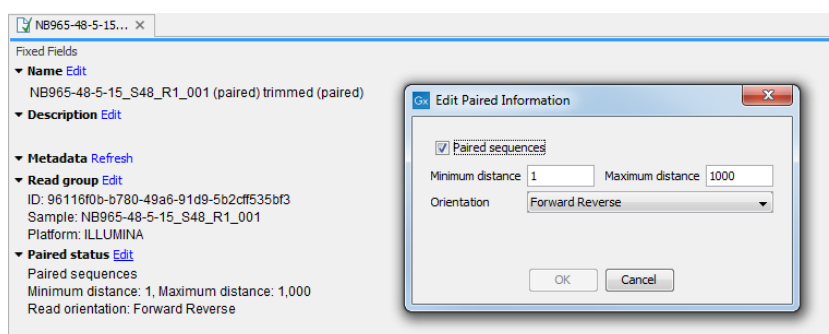 NB965-48-5-15...
Fixed Fields
Name Edit
NB965-48-5-15_S48_R1_001 (paired) trimmed (paired)
Description Edit
Metadata Refresh
Read group Edit
ID: 96116f0b-b780-49a6-91d9-5b2cff535bf3
Sample: NB965-48-5-15_S48_R1_001
Platform: ILLUMINA
Paired status Edit
Paired sequences
Minimum distance: 1, Maximum distance: 1,000
Read orientation: Forward Reverse
Gx Edit Paired Information
Paired sequences
Minimum distance 1 Maximum distance 1000
Orientation Forward Reverse
OK Cancel